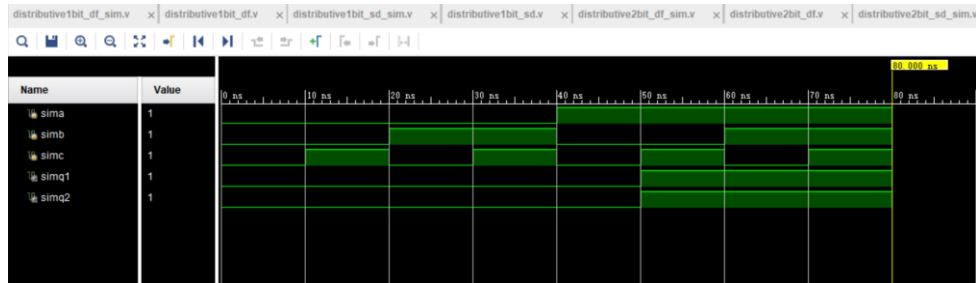 distributive1bit_df_sim.v × distributive1bit_df.v × distributive1bit_sd_sim.v × distributive1bit_sd.v × distributive2bit_df_sim.v × distributive2bit_df.v × distributive2bit_sd_sim.v
80.000 ns
Name Value 0 ns 10 ns 20 ns 30 ns 40 ns 50 ns 60 ns 70 ns 80 ns
sima 1
simb 1
simc 1
simq1 1
simq2 1